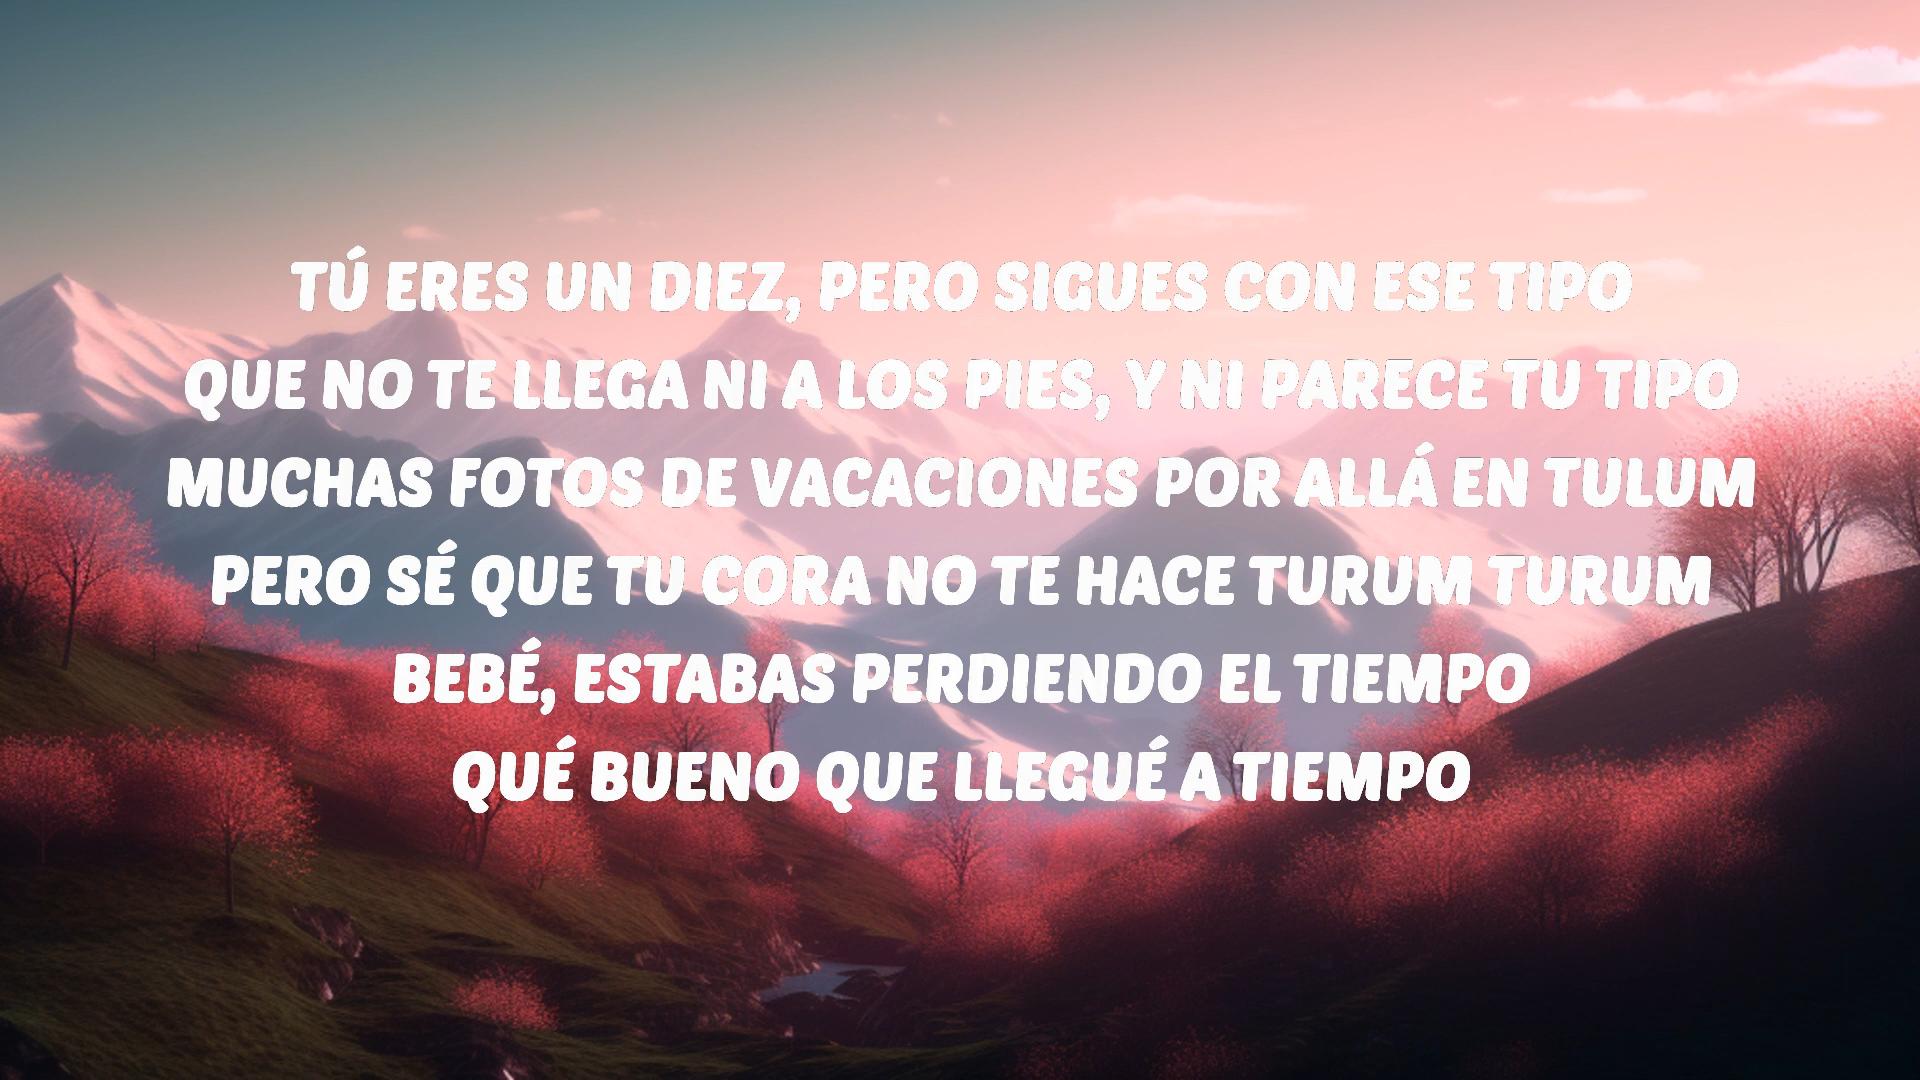 TÚ ERES UN DIEZ, PERO SIGUES CON ESE TIPO
QUE NO TE LLEGA NI A LOS PIES, Y NI PARECE TU TIPO
MUCHAS FOTOS DE VACACIONES POR ALLÁ EN TULUM
PERO SÉ QUE TU CORA NO TE HACE TURUM TURUM
BEBÉ, ESTABAS PERDIENDO EL TIEMPO
QUÉ BUENO QUE LLEGUÉ A TIEMPO